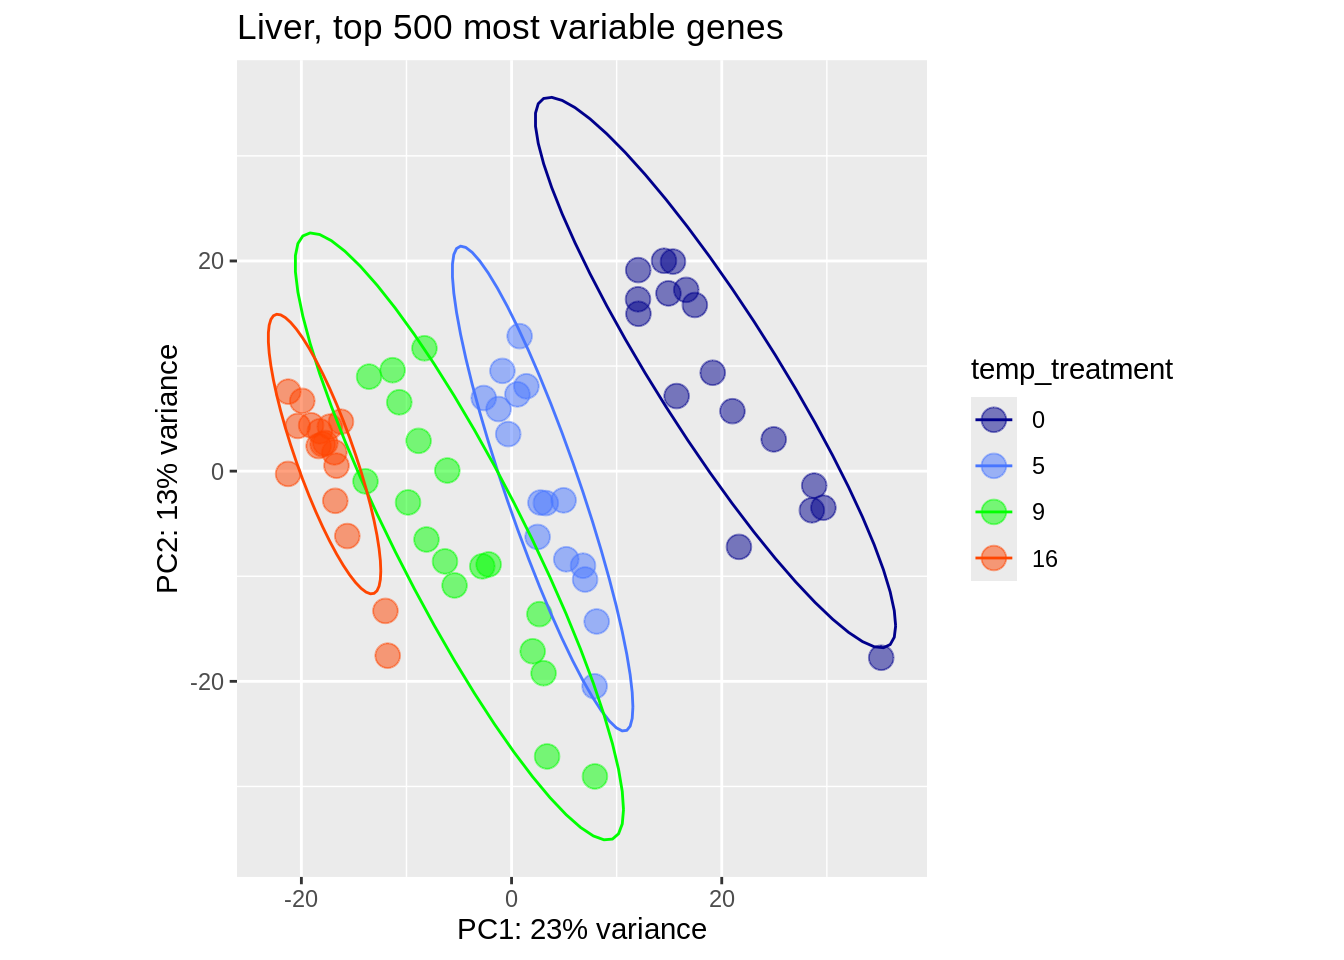 Liver, top 500 most variable genes
PC2: 13% variance
20
0
-20
-20
0
20
PC1: 23% variance
temp_treatment
0
5
9
16